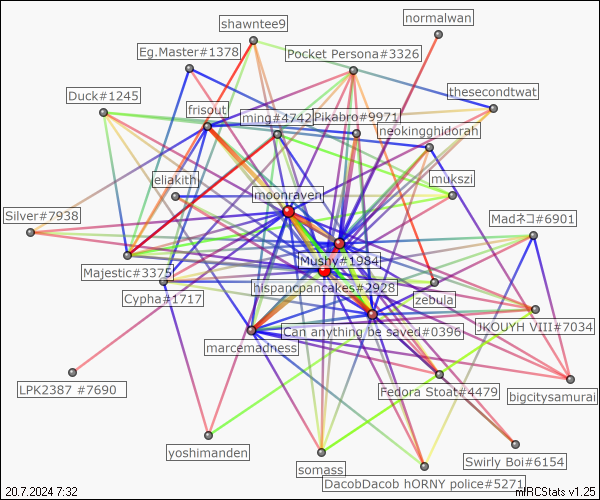 shawntee9
normalwan
Eg.Master#1378
Pocket Persona#3326
Duck#1245
thesecondtwat
frisout
ming#4742
Pikabro#9971
neokingghidorah
eliakith
mukszi
moonraven
Silver#7938
Madネコ#6901
Mushy#1984
Majestic#3375
hispancpancakes#2928
Cypha#1717
zebula
Can anything be saved#0396
JKOUYH VIII#7034
marcemadness
LPK2387 #7690
Fedora Stoat#4479
bigcitysamurai
yoshimanden
somass
Swirly Boi#6154
DacobDacob hORNY police#5271
20.7.2024 7:32
mIRCStats v1.25